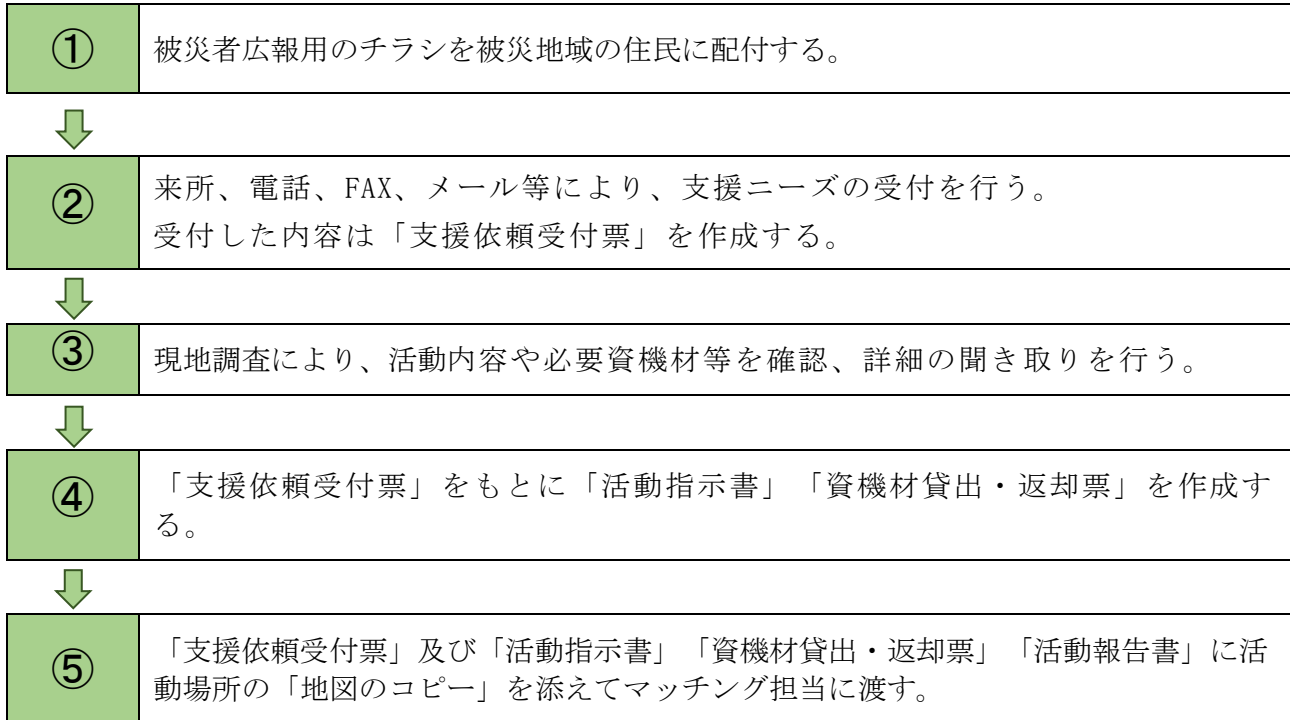 ①
被災者広報用のチラシを被災地域の住民に配付する。
②
来所、電話、FAX、メール等により、支援ニーズの受付を行う。
受付した内容は「支援依頼受付票」を作成する。
③
現地調査により、活動内容や必要資機材等を確認、詳細の聞き取りを行う。
④
「支援依頼受付票」をもとに「活動指示書」「資機材貸出・返却票」を作成す
る。
⑤
「支援依頼受付票」及び「活動指示書」「資機材貸出・返却票」「活動報告書」に活
動場所の「地図のコピー」を添えてマッチング担当に渡す。